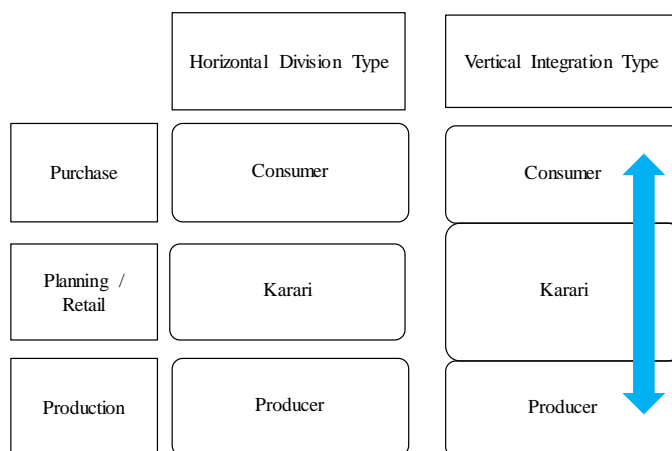 Horizontal Division Type
Vertical Integration Type
Purchase
Consumer
Consumer
Planning /
Retail
Karari
Karari
Production
Producer
Producer